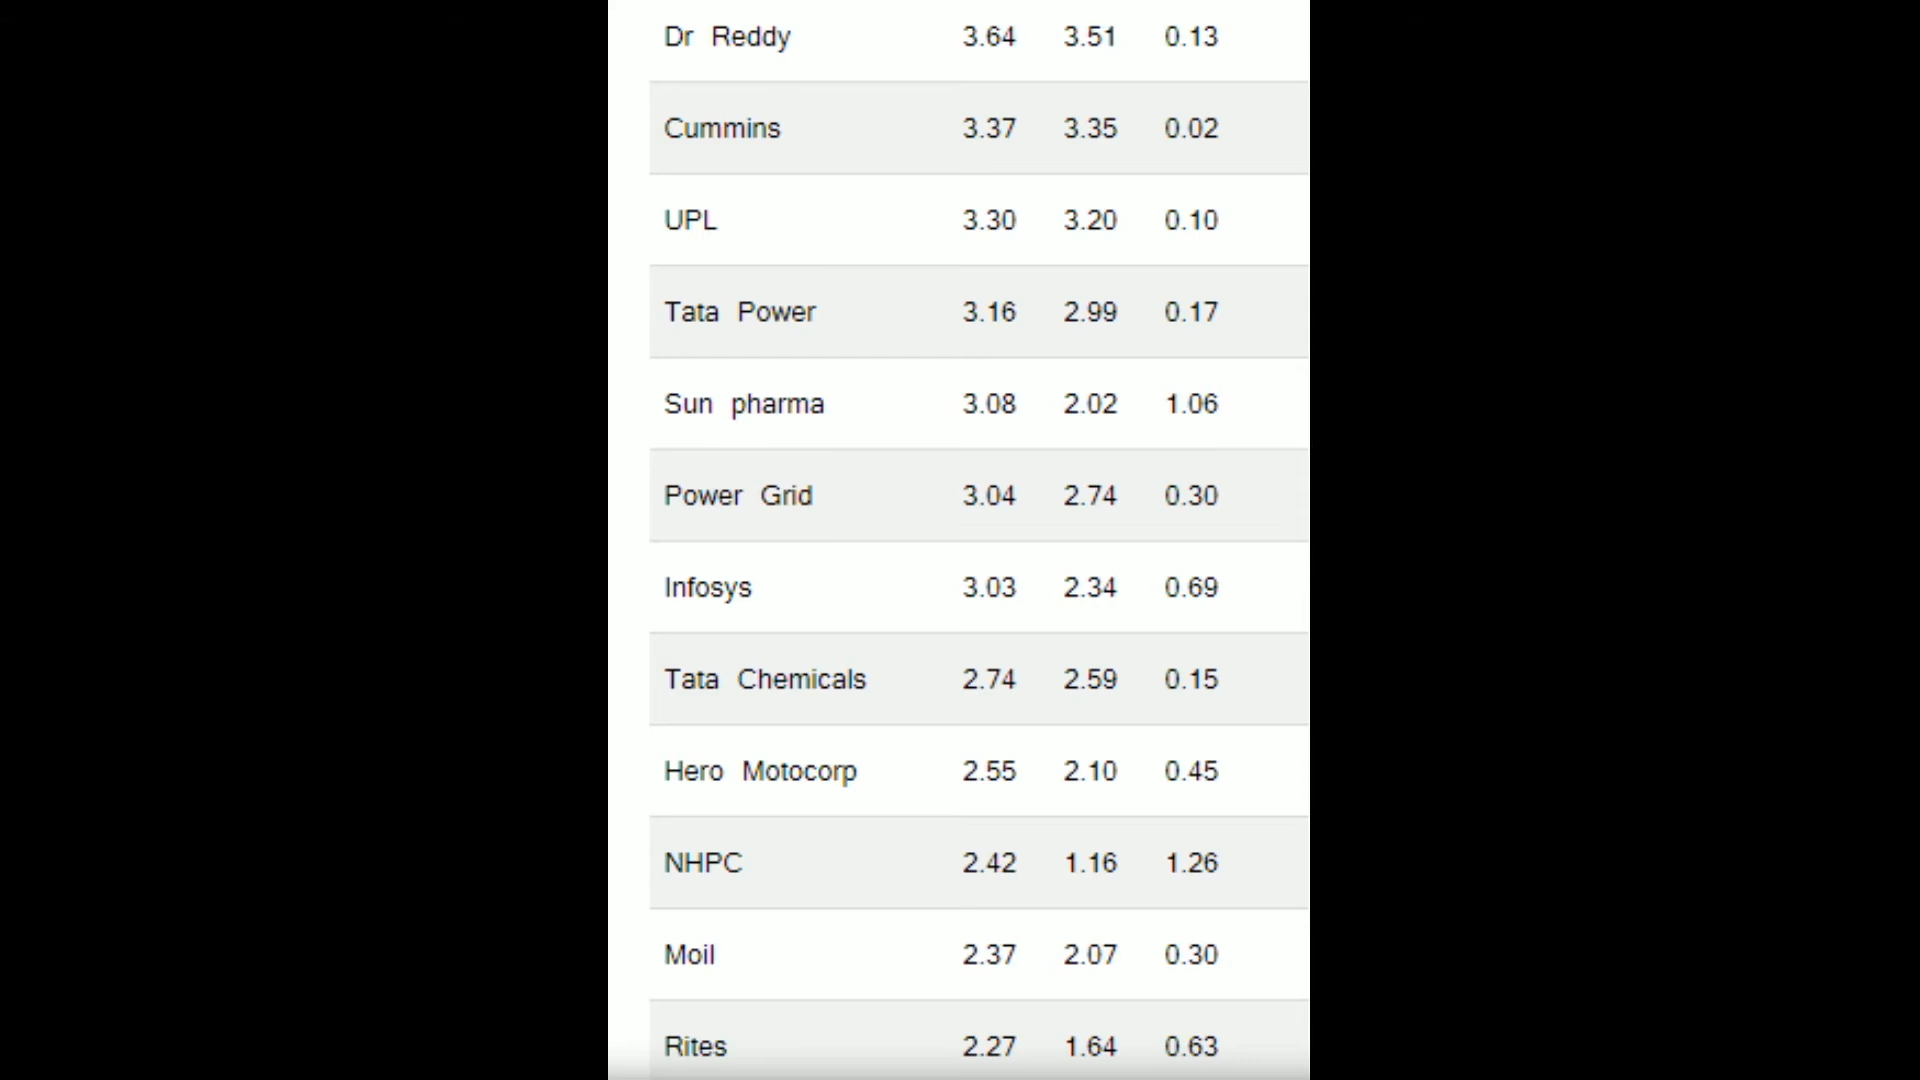 Dr Reddy 3.64 3.51 0.13
Cummins 3.37 3.35 0.02
UPL 3.30 3.20 0.10
Tata Power 3.16 2.99 0.17
Sun pharma 3.08 2.02 1.06
Power Grid 3.04 2.74 0.30
Infosys 3.03 2.34 0.69
Tata Chemicals 2.74 2.59 0.15
Hero Motocorp 2.55 2.10 0.45
NHPC 2.42 1.16 1.26
Moil 2.37 2.07 0.30
Rites 2.27 1.64 0.63